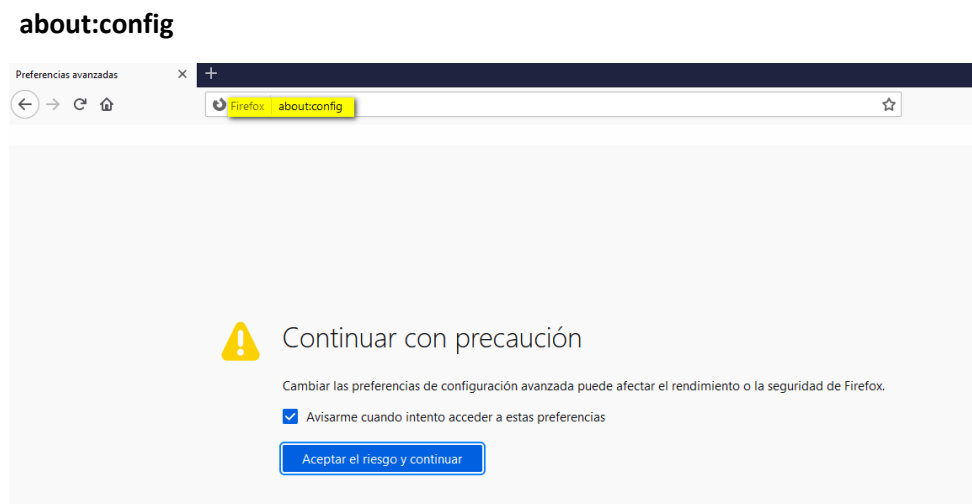 about:config
Preferencias avanzadas
Firefox about:config
Continuar con precaución
Cambiar las preferencias de configuración avanzada puede afectar el rendimiento o la seguridad de Firefox.
Avisarme cuando intento acceder a estas preferencias
Aceptar el riesgo y continuar